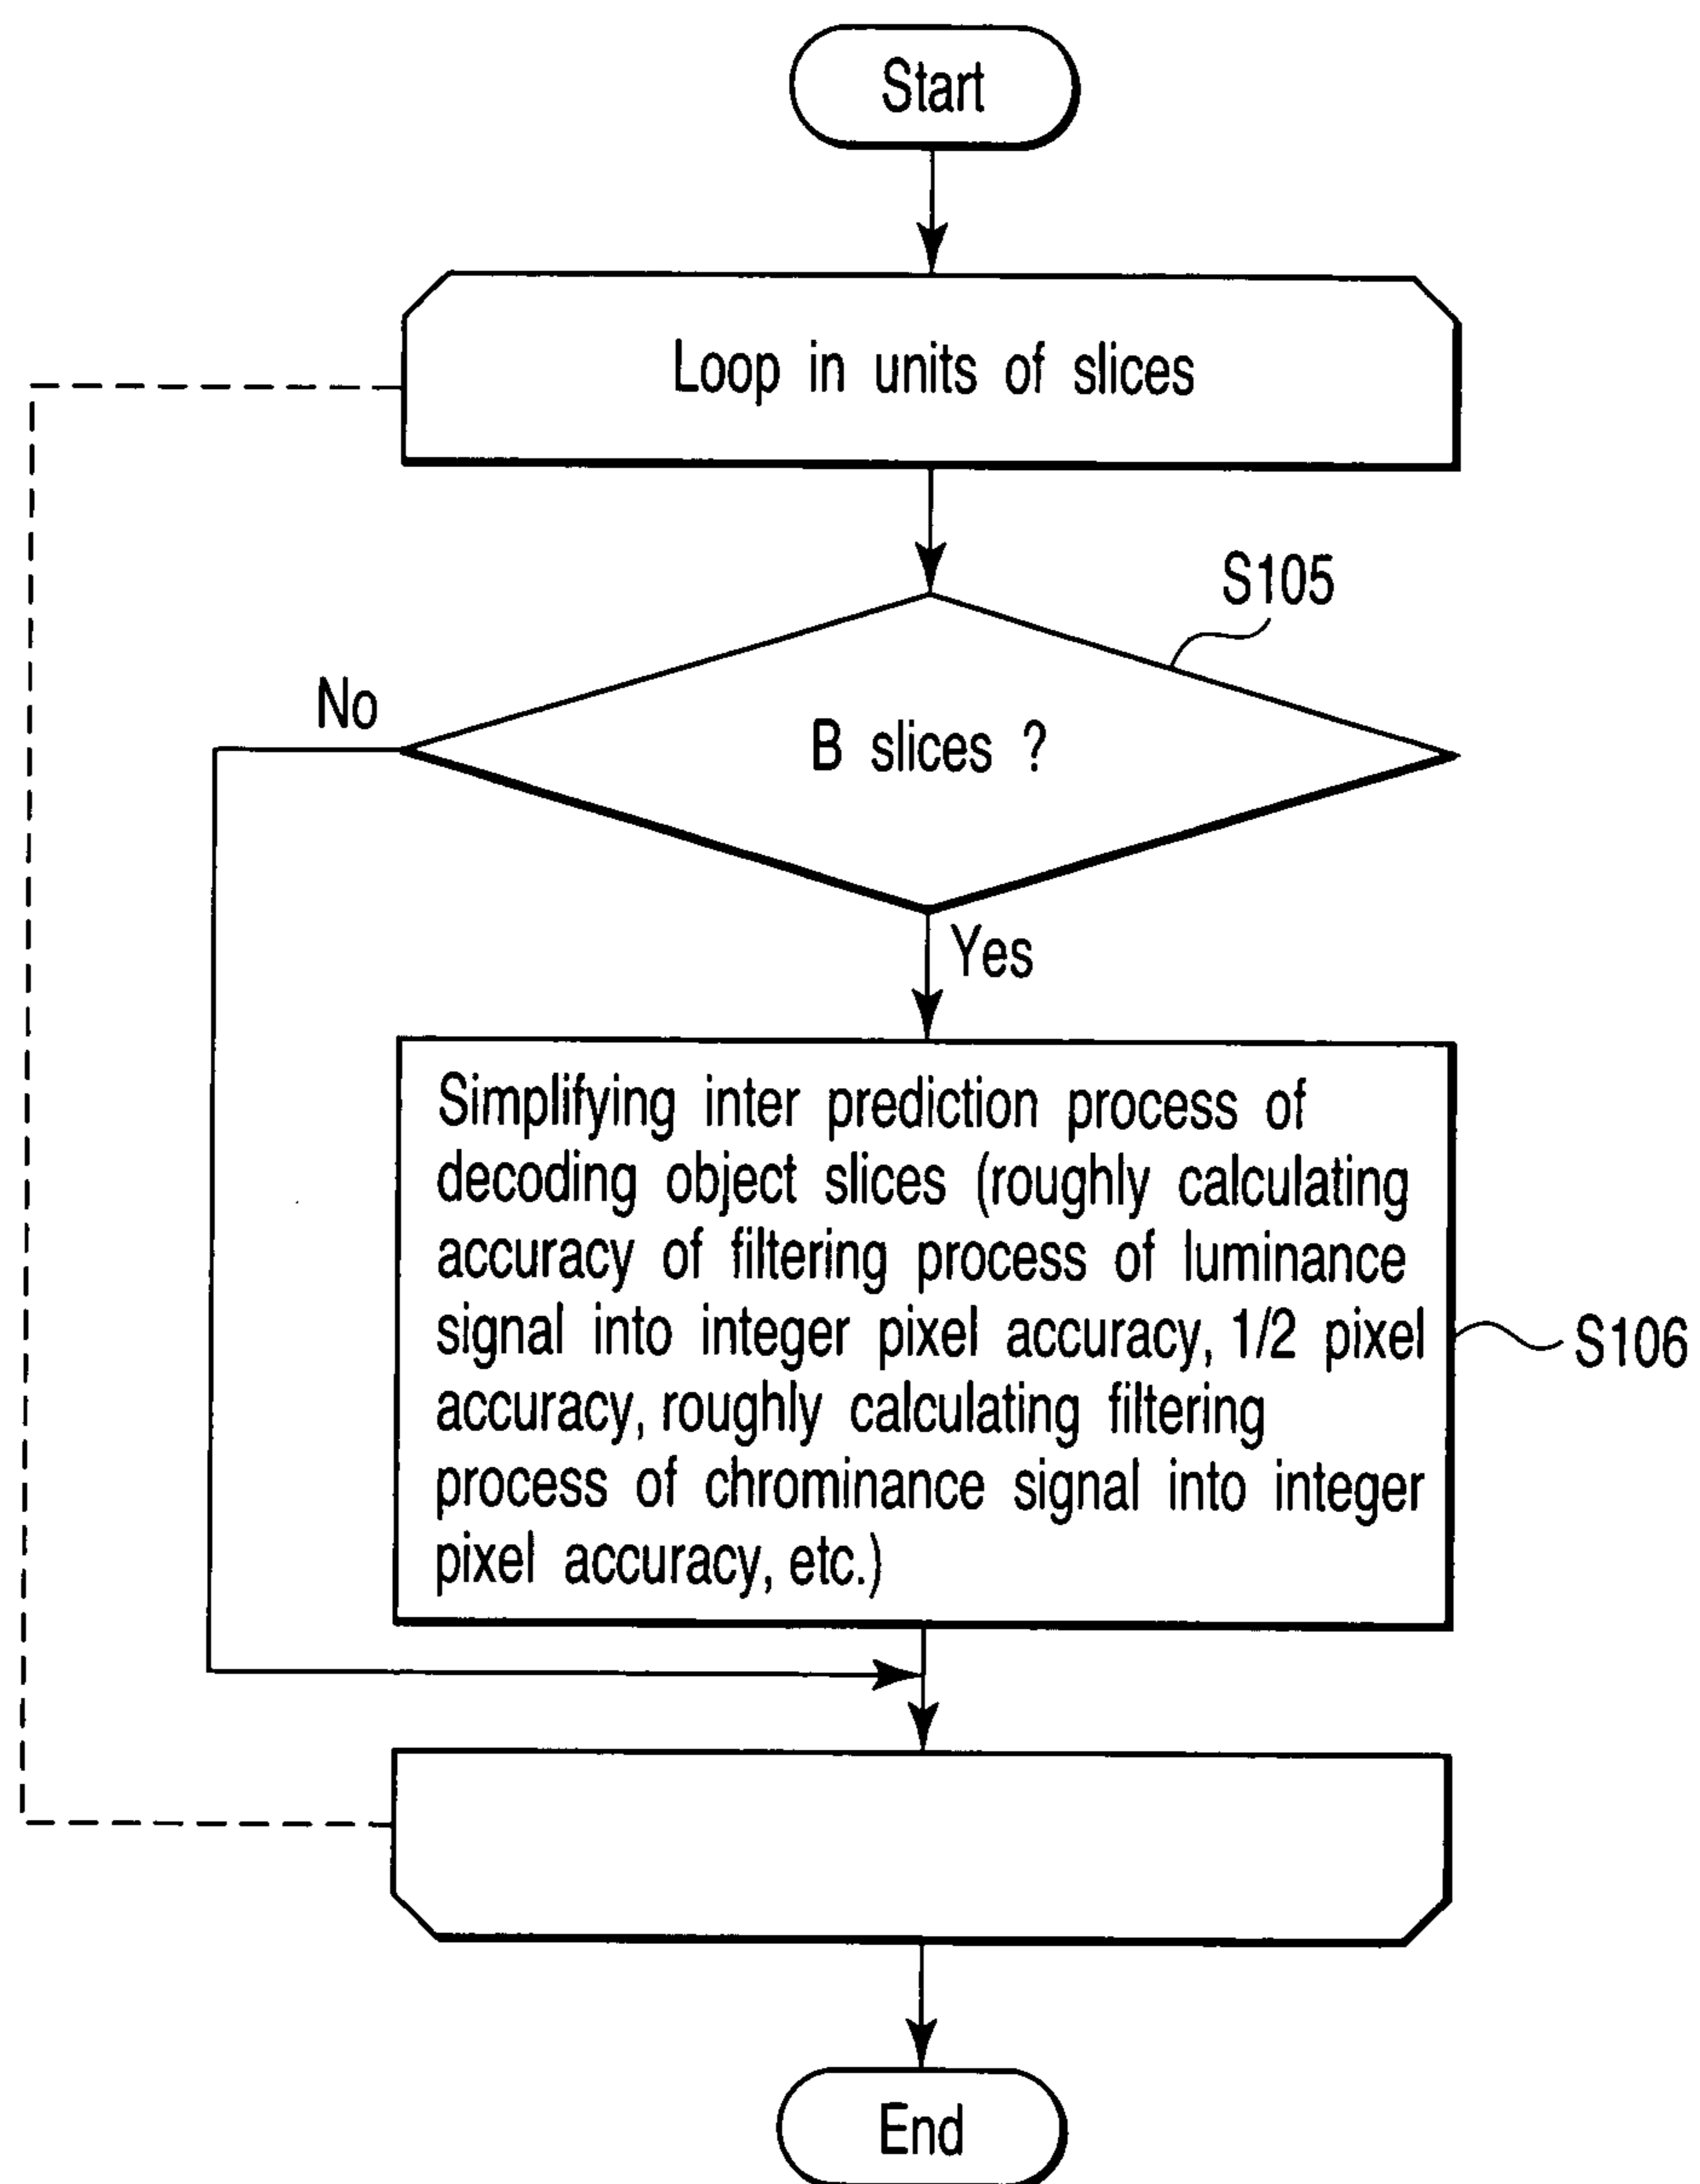 Start
Loop in units of slices
S105
No
B slices ?
Yes
Simplifying inter prediction process of
decoding object slices (roughly calculating
accuracy of filtering process of luminance
signal into integer pixel accuracy, 1/2 pixel
accuracy, roughly calculating filtering
process of chrominance signal into integer
pixel accuracy, etc.)
S106
End